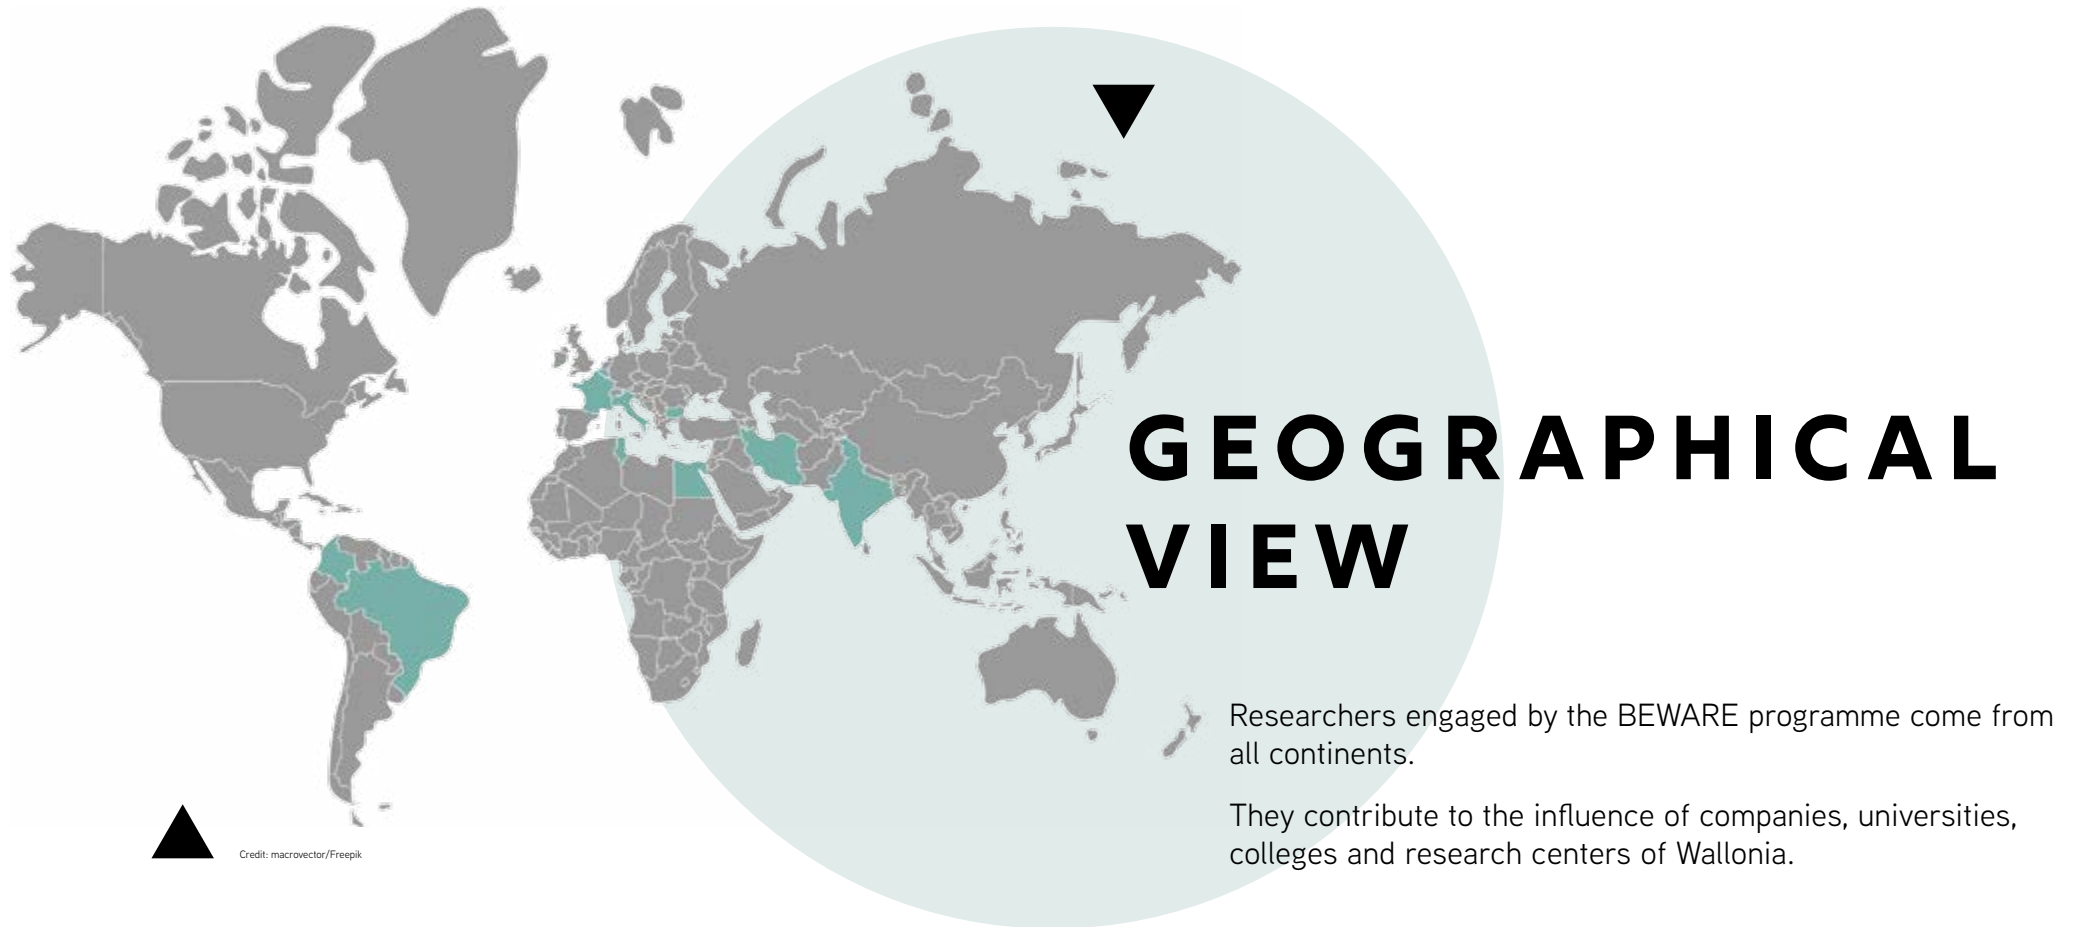 GEOGRAPHICAL
VIEW
Researchers engaged by the BEWARE programme come from
all continents.
They contribute to the influence of companies, universities,
colleges and research centers of Wallonia.
Credit: macrovector/Freepik